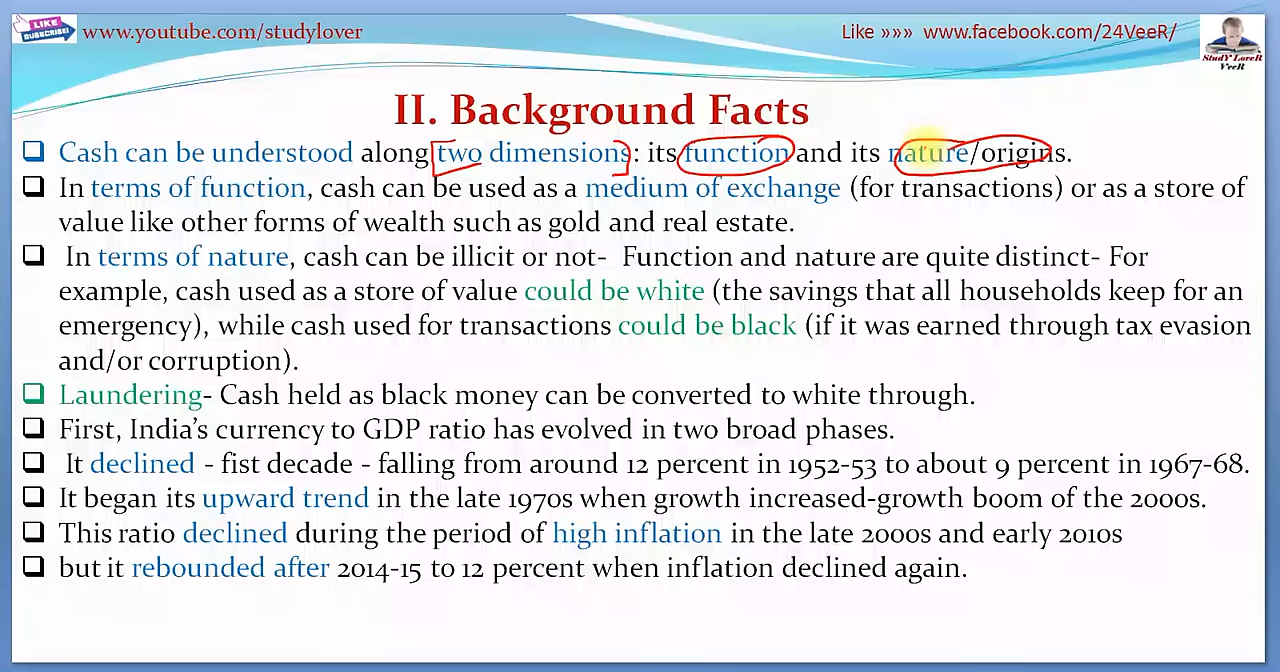 LIKE
SUBSCRIBE!
www.youtube.com/studylover
Like »»» www.facebook.com/24VeeR/
StudY LoveR
VeeR
II. Background Facts
Cash can be understood along two dimensions: its function and its nature/origins.
In terms of function, cash can be used as a medium of exchange (for transactions) or as a store of
value like other forms of wealth such as gold and real estate.
In terms of nature, cash can be illicit or not- Function and nature are quite distinct- For
example, cash used as a store of value could be white (the savings that all households keep for an
emergency), while cash used for transactions could be black (if it was earned through tax evasion
and/or corruption).
Laundering- Cash held as black money can be converted to white through.
First, India's currency to GDP ratio has evolved in two broad phases.
It declined - fist decade - falling from around 12 percent in 1952-53 to about 9 percent in 1967-68.
It began its upward trend in the late 1970s when growth increased-growth boom of the 2000s.
This ratio declined during the period of high inflation in the late 2000s and early 2010s
but it rebounded after 2014-15 to 12 percent when inflation declined again.